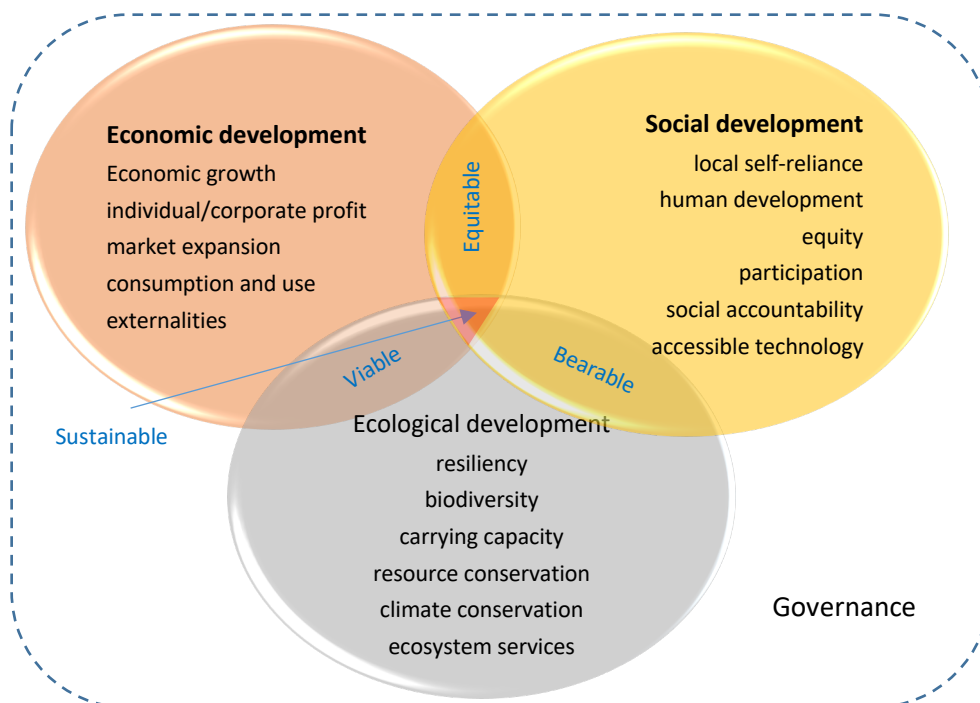 Economic development
Economic growth
individual/corporate profit
market expansion
consumption and use
externalities
Social development
local self-reliance
human development
equity
participation
social accountability
accessible technology
Equitable
Viable
Bearable
Sustainable
Ecological development
resiliency
biodiversity
carrying capacity
resource conservation
climate conservation
ecosystem services
Governance